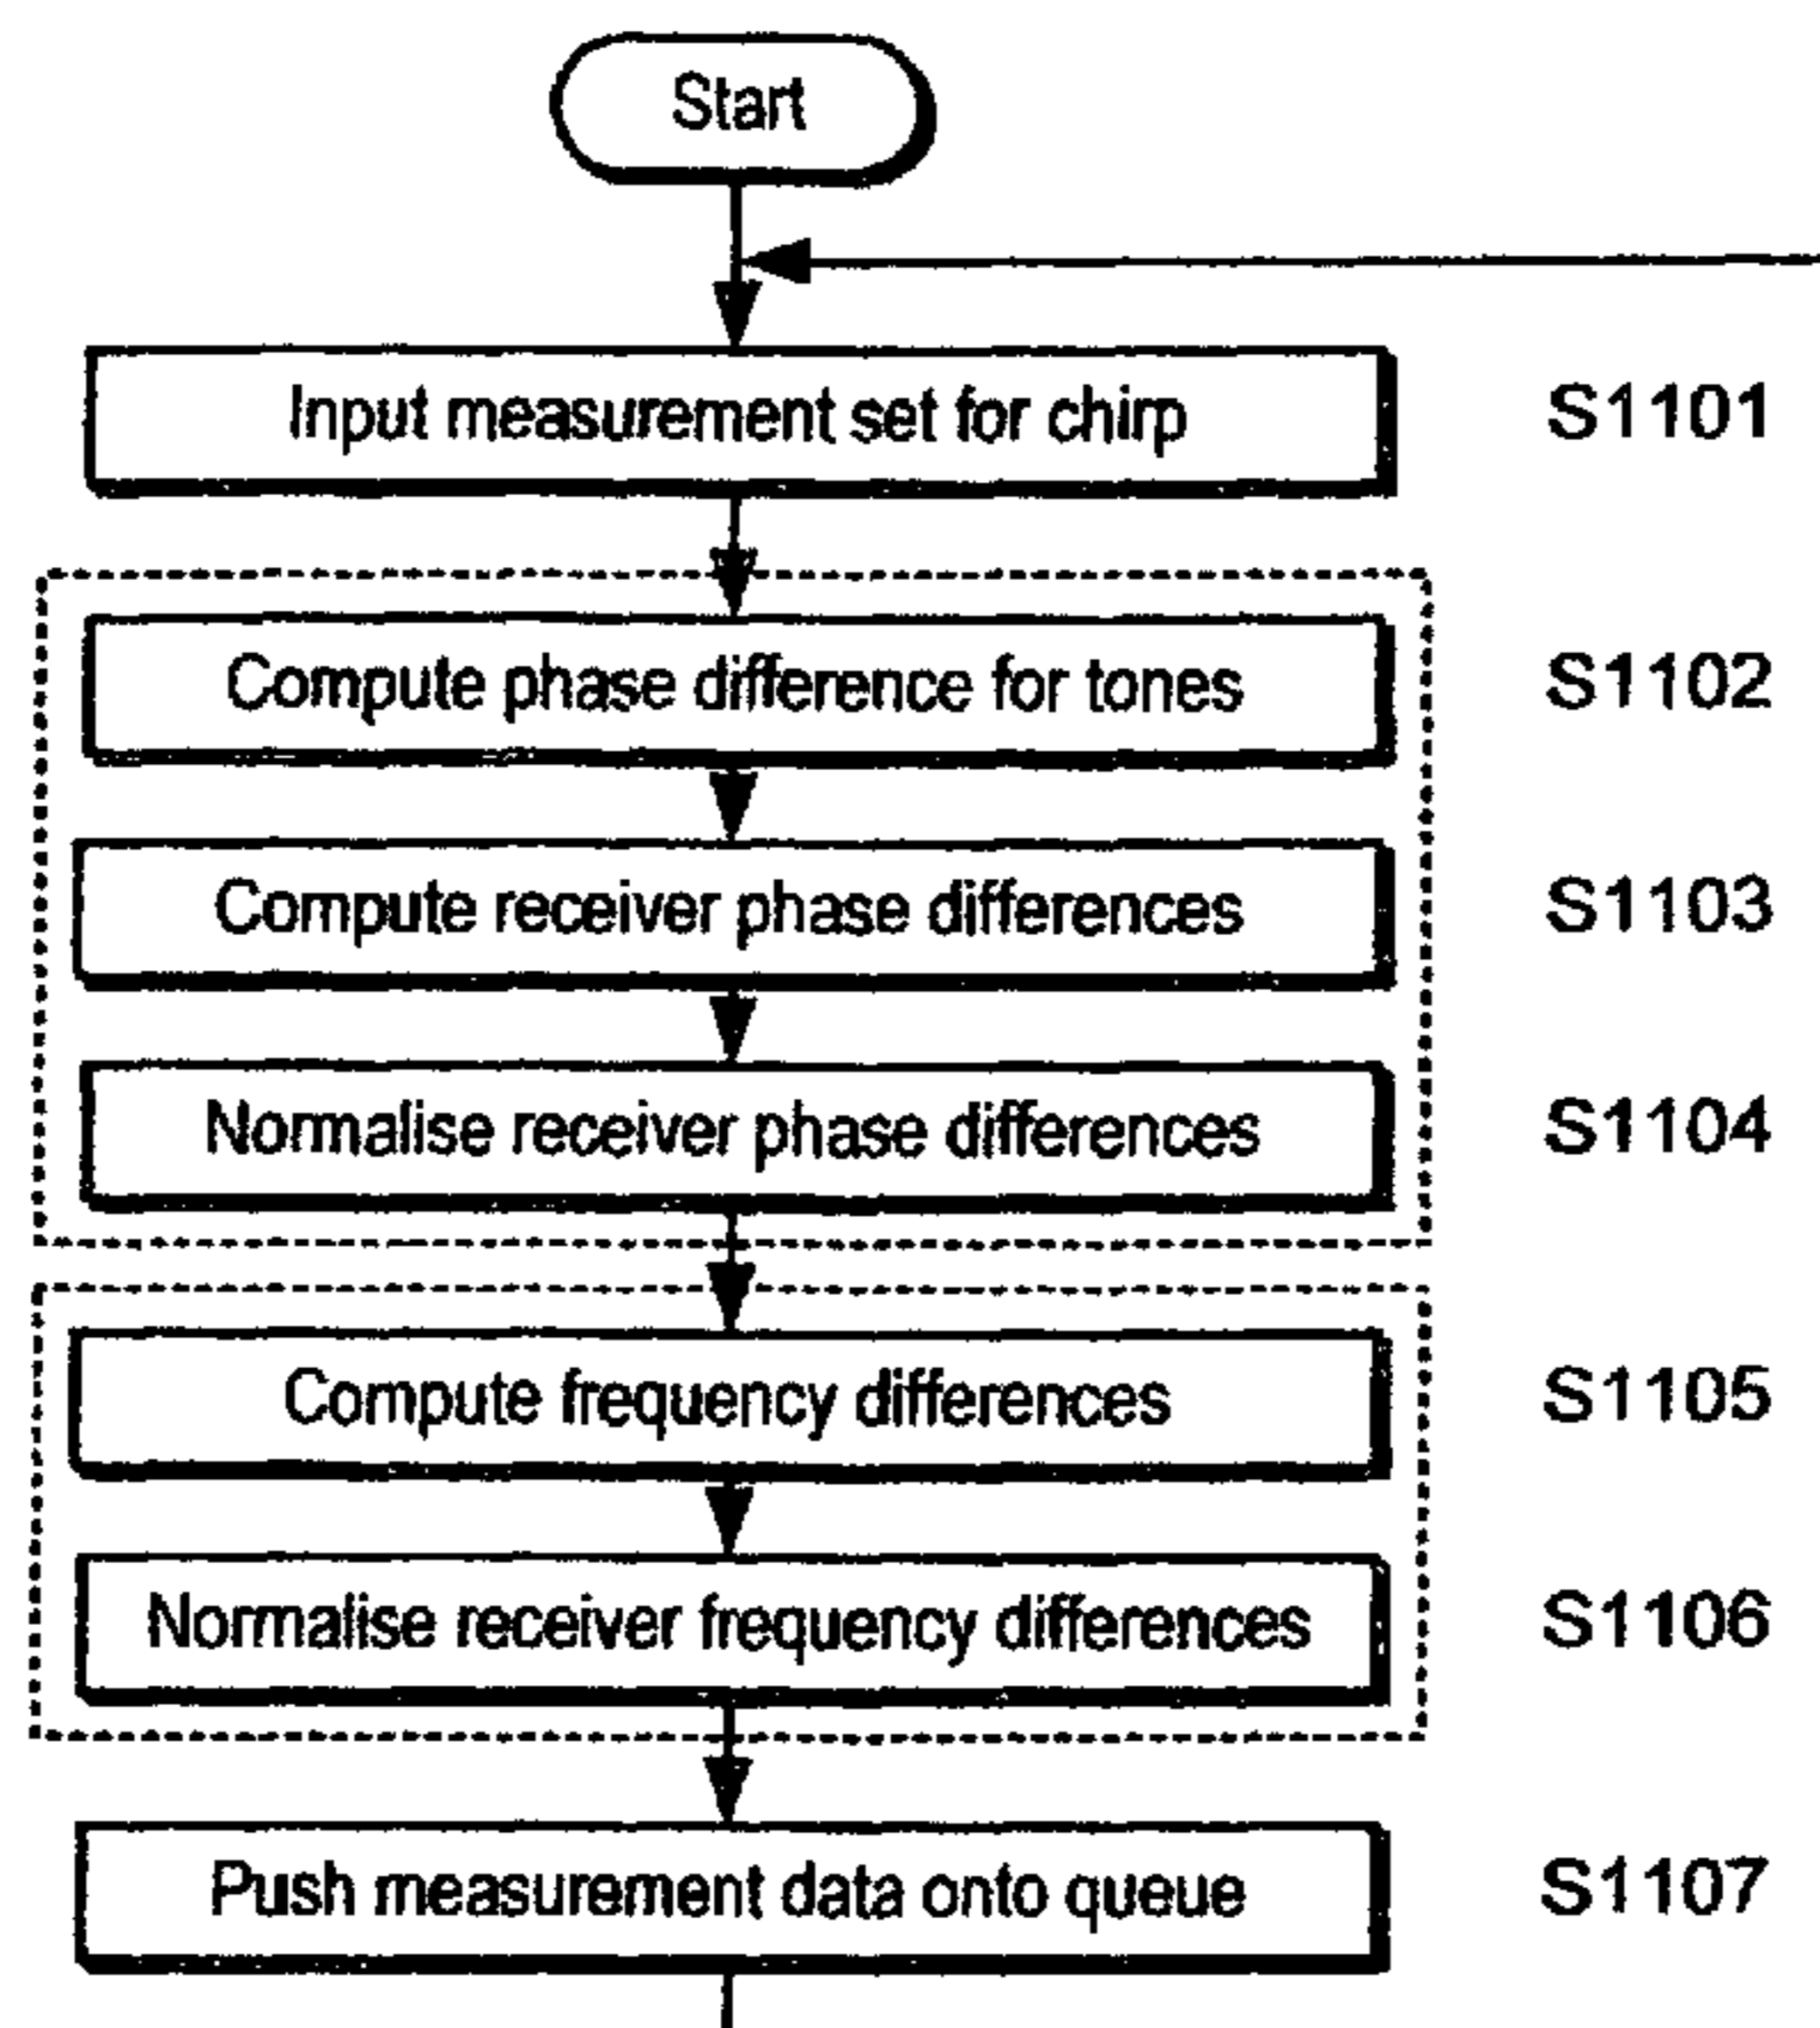 Start
Input measurement set for chirp S1101
Compute phase difference for tones S1102
Compute receiver phase differences S1103
Normalise receiver phase differences S1104
Compute frequency differences S1105
Normalise receiver frequency differences S1106
Push measurement data onto queue S1107